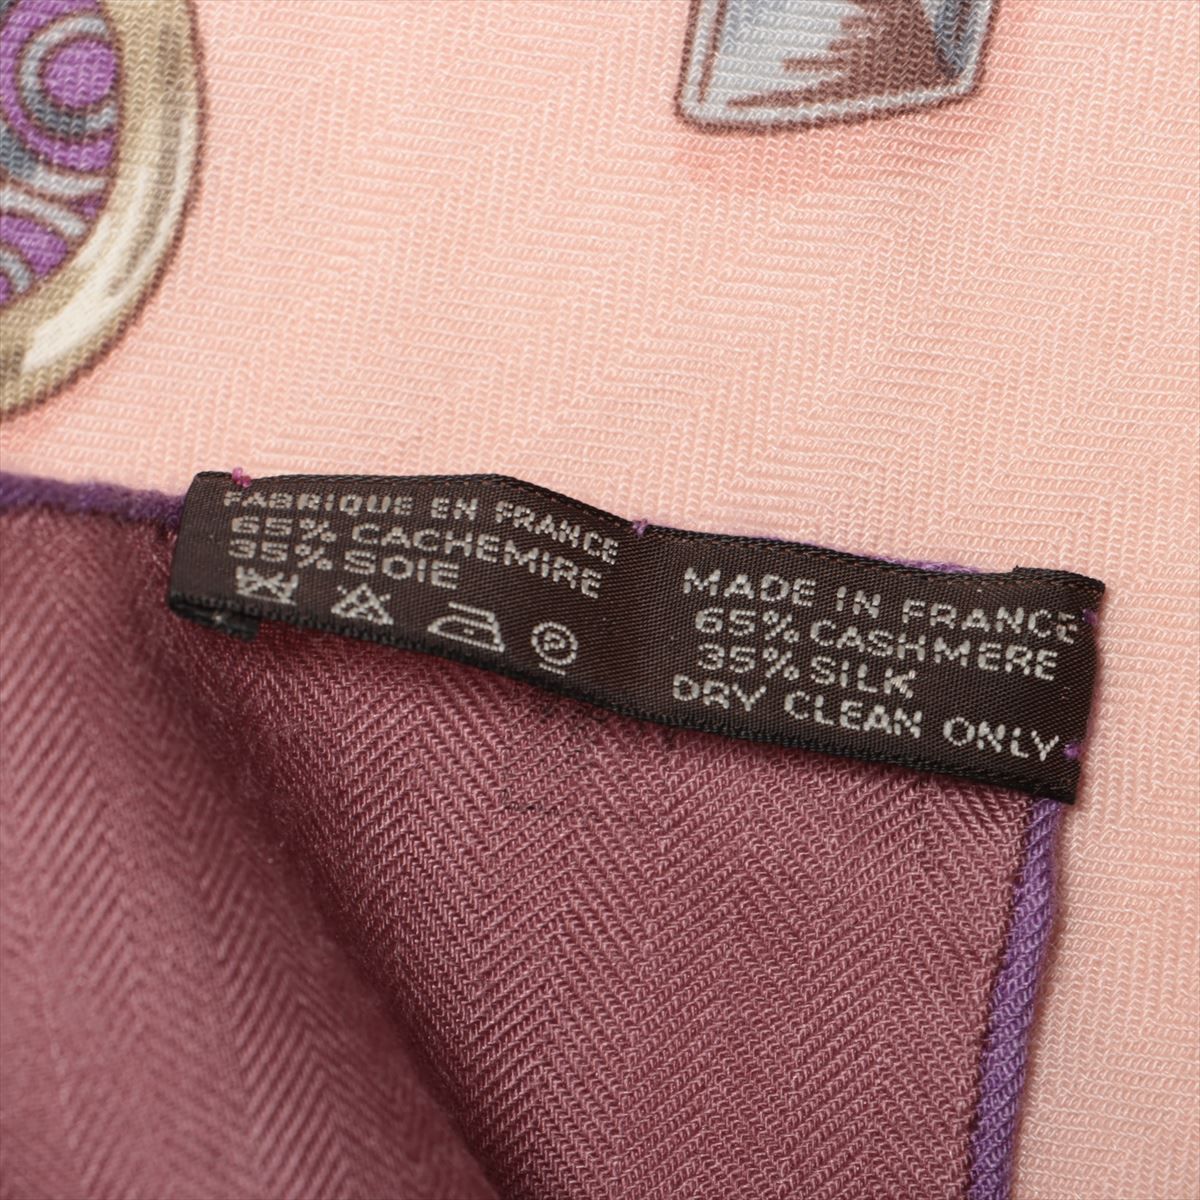 FABRIQUE EN FRANCE
65% CACHEMIRE
35% SOIE
P
MADE IN FRANCE
65% CASHMERE
35% SILK
DRY CLEAN ONLY